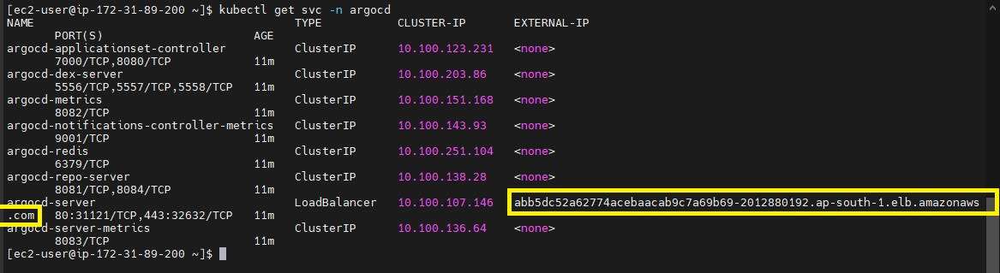 [ec2-user@ip-172-31-89-200 ~]$ kubectl get svc -n argocd
NAME TYPE CLUSTER-IP EXTERNAL-IP
PORT(S) AGE
argocd-applicationset-controller ClusterIP 10.100.123.231 <none>
7000/TCP,8080/TCP 11m
argocd-dex-server ClusterIP 10.100.203.86 <none>
5556/TCP,5557/TCP,5558/TCP 11m
argocd-metrics ClusterIP 10.100.151.168 <none>
8082/TCP 11m
argocd-notifications-controller-metrics ClusterIP 10.100.143.93 <none>
9001/TCP 11m
argocd-redis ClusterIP 10.100.251.104 <none>
6379/TCP 11m
argocd-repo-server ClusterIP 10.100.138.28 <none>
8081/TCP,8084/TCP 11m
argocd-server LoadBalancer 10.100.107.146 abb5dc52a62774acebaacab9c7a69b69-2012880192.ap-south-1.elb.amazonaws
.com 80:31121/TCP,443:32632/TCP 11m
argocd-server-metrics ClusterIP 10.100.136.64 <none>
8083/TCP 11m
[ec2-user@ip-172-31-89-200 ~]$